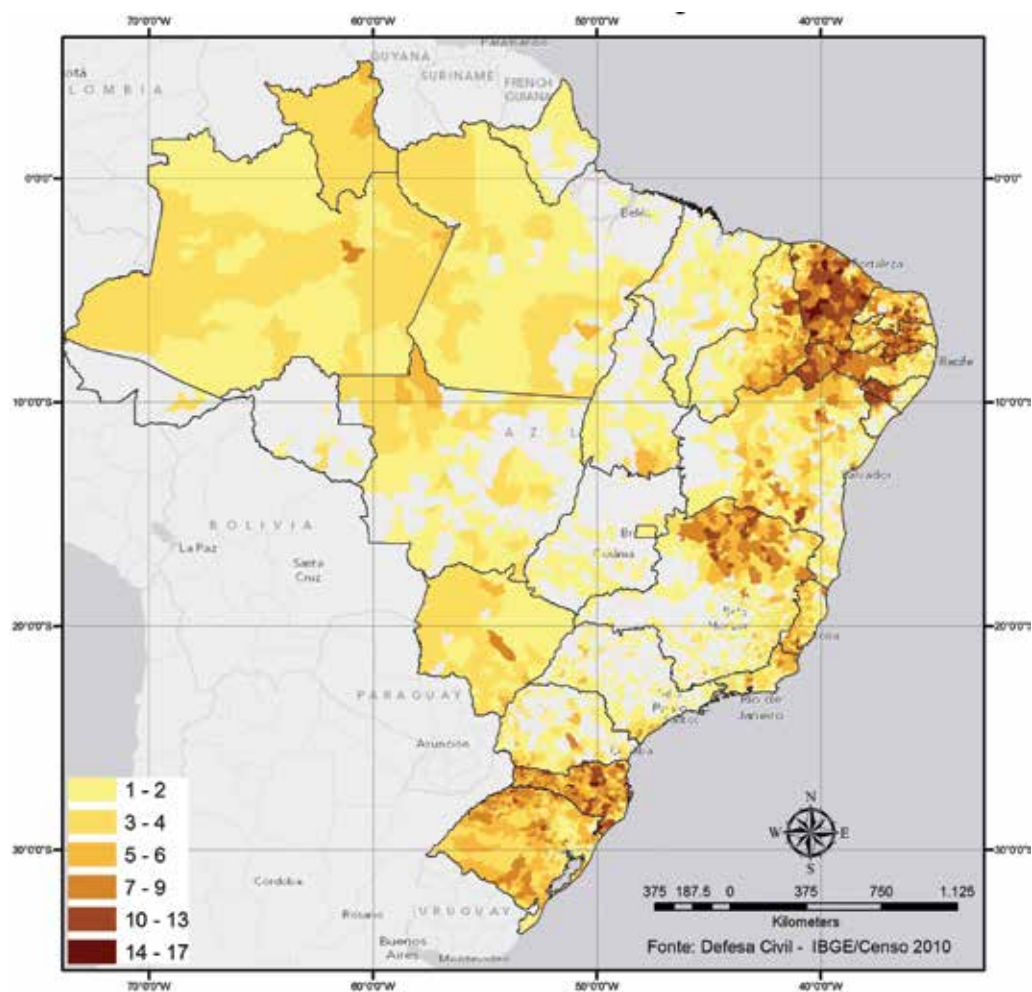 70°0'0"W 60°0'0"W 50°0'0"W 40°0'0"W
Paramaribo
GUYANA
SURINAME
FRENCH
GUIANA
otá
LOMBIA
0°0'0" 0°0'0"
Belém
Fortaleza
Recife
10°0'0"S 10°0'0"S
A Z I L
Salvador
BOLIVIA
La Paz
Santa
Cruz
Bra
Goiânia
20°0'0"S 20°0'0"S
PARAGUAY
Rio de
Janeiro
Asunción
1 - 2
3 - 4
5 - 6
7 - 9
10 - 13
14 - 17
N
W E
S
30°0'0"S 30°0'0"S
Córdoba
Rosario
URUGUAY
Buenos
Aires
Montevideo
375 187.5 0 375 750 1.125
Kilometers
Fonte: Defesa Civil - IBGE/Censo 2010
70°0'0"W 60°0'0"W 50°0'0"W 40°0'0"W